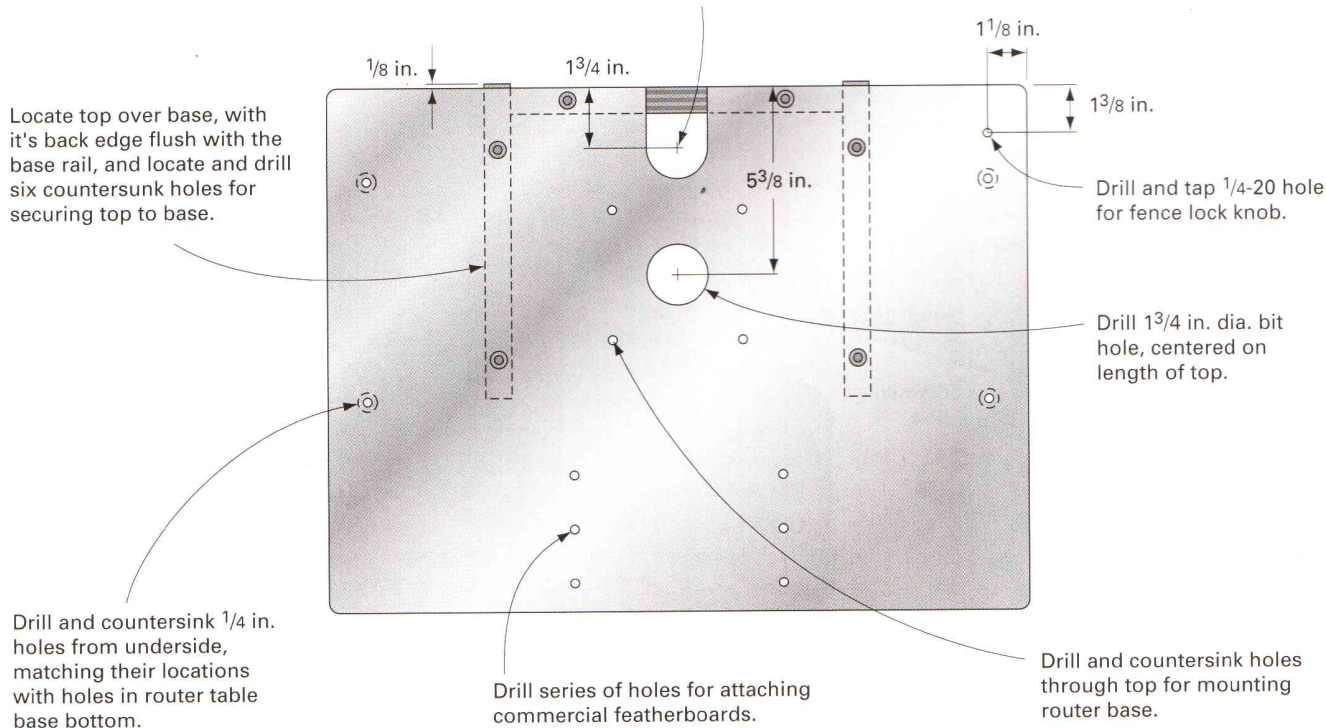 1 1/8 in.
1/8 in.
1 3/4 in.
1 3/8 in.
Locate top over base, with
it's back edge flush with the
base rail, and locate and drill
six countersunk holes for
securing top to base.
5 3/8 in.
Drill and tap 1/4-20 hole
for fence lock knob.
Drill 1 3/4 in. dia. bit
hole, centered on
length of top.
Drill and countersink 1/4 in.
holes from underside,
matching their locations
with holes in router table
base bottom.
Drill series of holes for attaching
commercial featherboards.
Drill and countersink holes
through top for mounting
router base.